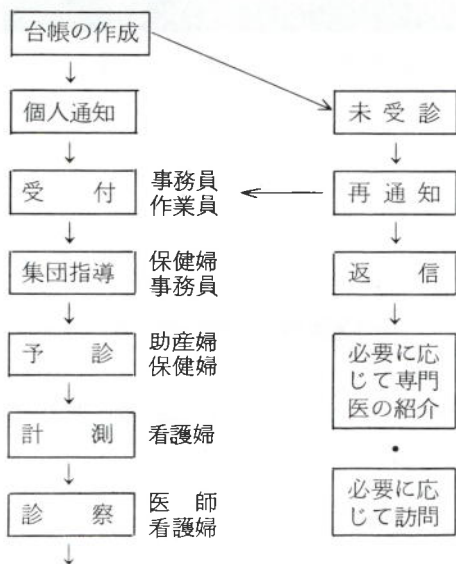 台帳の作成
個人通知
受付
事務員
作業員
集団指導
保健婦
事務員
予診
助産婦
保健婦
計測
看護婦
診察
医師
看護婦
未受診
再通知
返信
必要に応
じて専門
医の紹介
・
必要に応
じて訪問